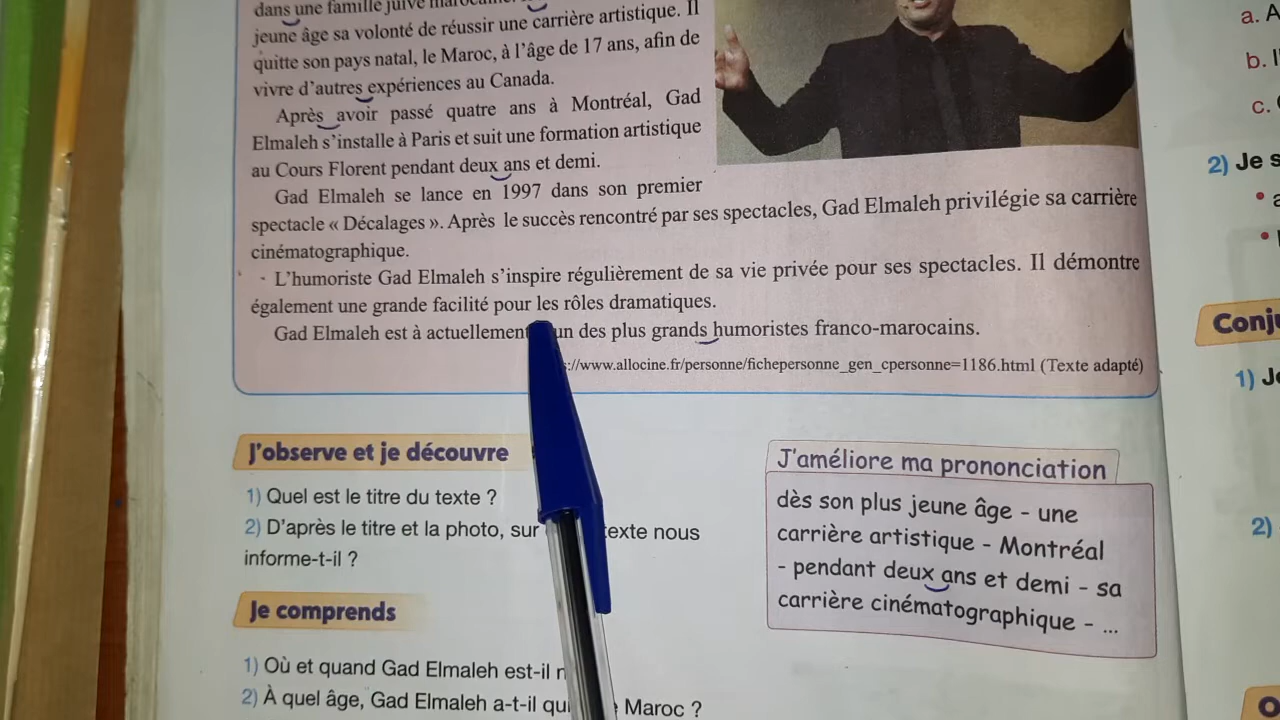 dans une famille juive marocaine.
jeune âge sa volonté de réussir une carrière artistique. Il
quitte son pays natal, le Maroc, à l'âge de 17 ans, afin de
vivre d'autres expériences au Canada.
Après avoir passé quatre ans à Montréal, Gad
Elmaleh s'installe à Paris et suit une formation artistique
au Cours Florent pendant deux ans et demi.
Gad Elmaleh se lance en 1997 dans son premier
spectacle « Décalages ». Après le succès rencontré par ses spectacles, Gad Elmaleh privilégie sa carrière
cinématographique.
- L'humoriste Gad Elmaleh s'inspire régulièrement de sa vie privée pour ses spectacles. Il démontre
également une grande facilité pour les rôles dramatiques.
Gad Elmaleh est à actuellement un des plus grands humoristes franco-marocains.
://www.allocine.fr/personne/fichepersonne_gen_cpersonne=1186.html (Texte adapté)
J'observe et je découvre
1) Quel est le titre du texte ?
2) D'après le titre et la photo, sur texte nous
informe-t-il ?
Je comprends
1) Où et quand Gad Elmaleh est-il
2) À quel âge, Gad Elmaleh a-t-il Maroc ?
J'améliore ma prononciation
dès son plus jeune âge - une
carrière artistique - Montréal
- pendant deux ans et demi - sa
carrière cinématographique - ...
a. A
b. l'
c.
2) Je s
Conj
1) Je
2)